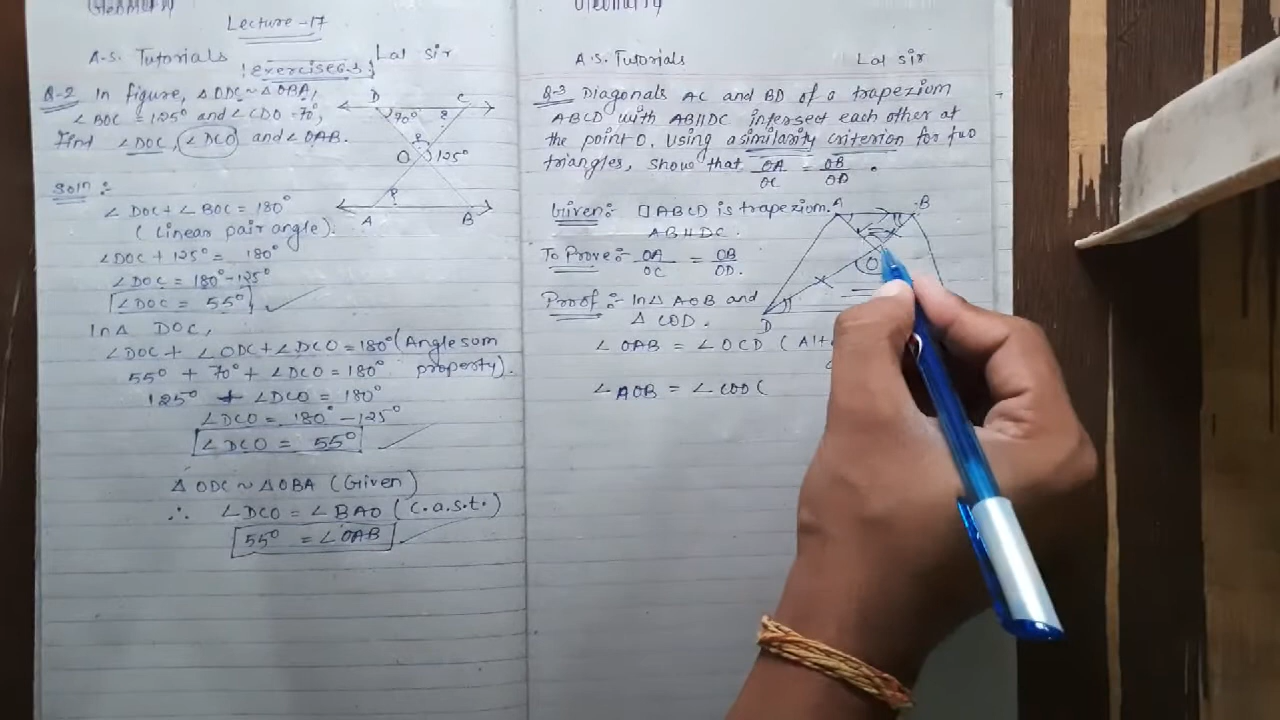 Geometry
Lecture-17
A.S. Tutorials Lal sir
exercises
Q-2 In figure, △ODC ~ △OBA,
∠BOC = 125° and ∠CDO = 70°,
Find ∠DOC, ∠DCO and ∠OAB.
D C
70° ?
?
O 125°
?
A B
Soln:
∠DOC + ∠BOC = 180°
(linear pair angle).
∠DOC + 125° = 180°
∠DOC = 180° - 125°
∠DOC = 55°
In △ DOC,
∠DOC + ∠ODC + ∠DCO = 180° (Angle sum
55° + 70° + ∠DCO = 180° property).
125° + ∠DCO = 180°
∠DCO = 180° - 125°
∠DCO = 55°
△ODC ~ △OBA (Given)
∴ ∠DCO = ∠BAO (C.a.s.t.)
55° = ∠OAB
Geometry
A.S. Tutorials Lal sir
Q-3 Diagonals AC and BD of a trapezium
ABCD with AB||DC intersect each other at
the point O. Using a similarity criterion for two
triangles, show that OA/OC = OB/OD.
Given:- □ABCD is trapezium.
AB||DC.
A B
To Prove:- OA/OC = OB/OD.
O
Proof:- In △ AOB and
△ COD.
D
∠OAB = ∠OCD (Alt
∠AOB = ∠COD (